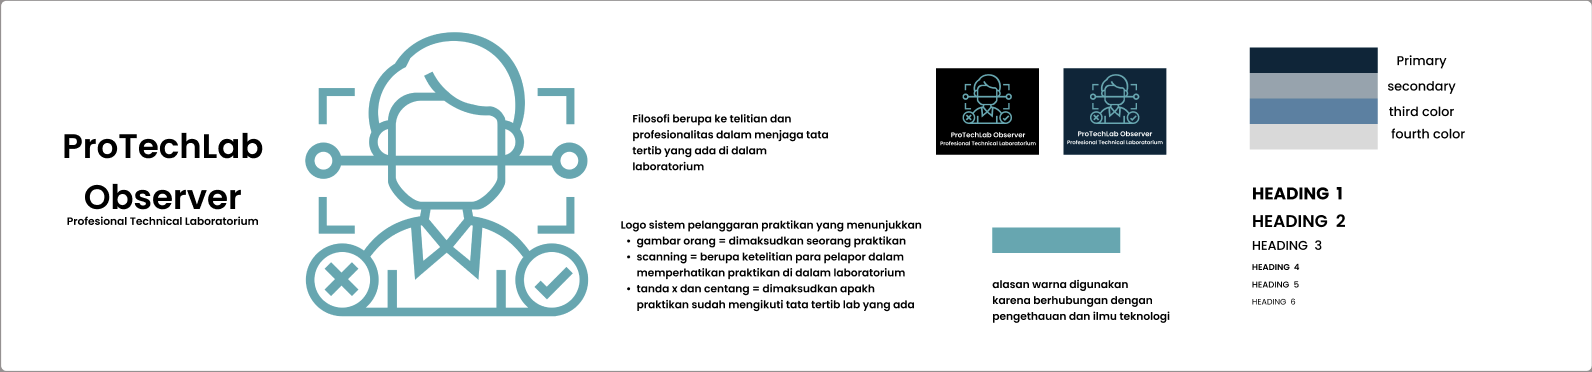 ProTechLab
Observer
Profesional Technical Laboratorium
Filosofi berupa ke telitian dan
profesionalitas dalam menjaga tata
tertib yang ada di dalam
laboratorium
Logo sistem pelanggaran praktikan yang menunjukkan
• gambar orang = dimaksudkan seorang praktikan
• scanning = berupa ketelitian para pelapor dalam
memperhatikan praktikan di dalam laboratorium
• tanda x dan centang = dimaksudkan apakh
praktikan sudah mengikuti tata tertib lab yang ada
ProTechLab Observer
Profesional Technical Laboratorium
ProTechLab Observer
Profesional Technical Laboratorium
alasan warna digunakan
karena berhubungan dengan
pengethauan dan ilmu teknologi
Primary
secondary
third color
fourth color
HEADING 1
HEADING 2
HEADING 3
HEADING 4
HEADING 5
HEADING 6